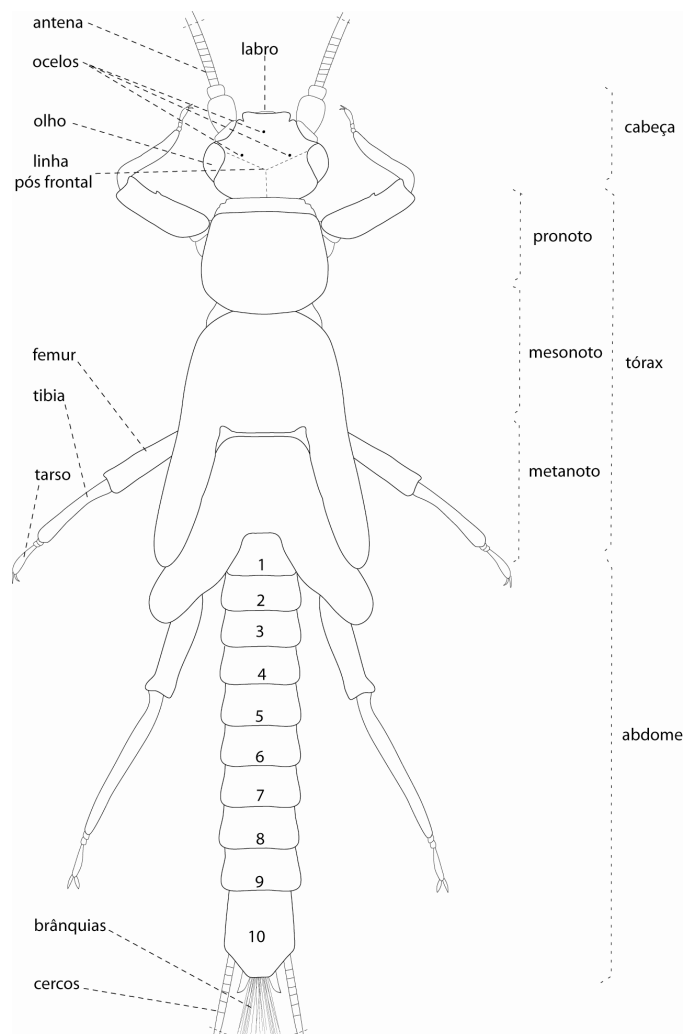 antena
labro
ocelos
olho
cabeça
linha
pós frontal
pronoto
femur
mesonoto
tórax
tibia
tarso
metanoto
1
2
3
4
5
abdome
6
7
8
9
brânquias
10
cercos